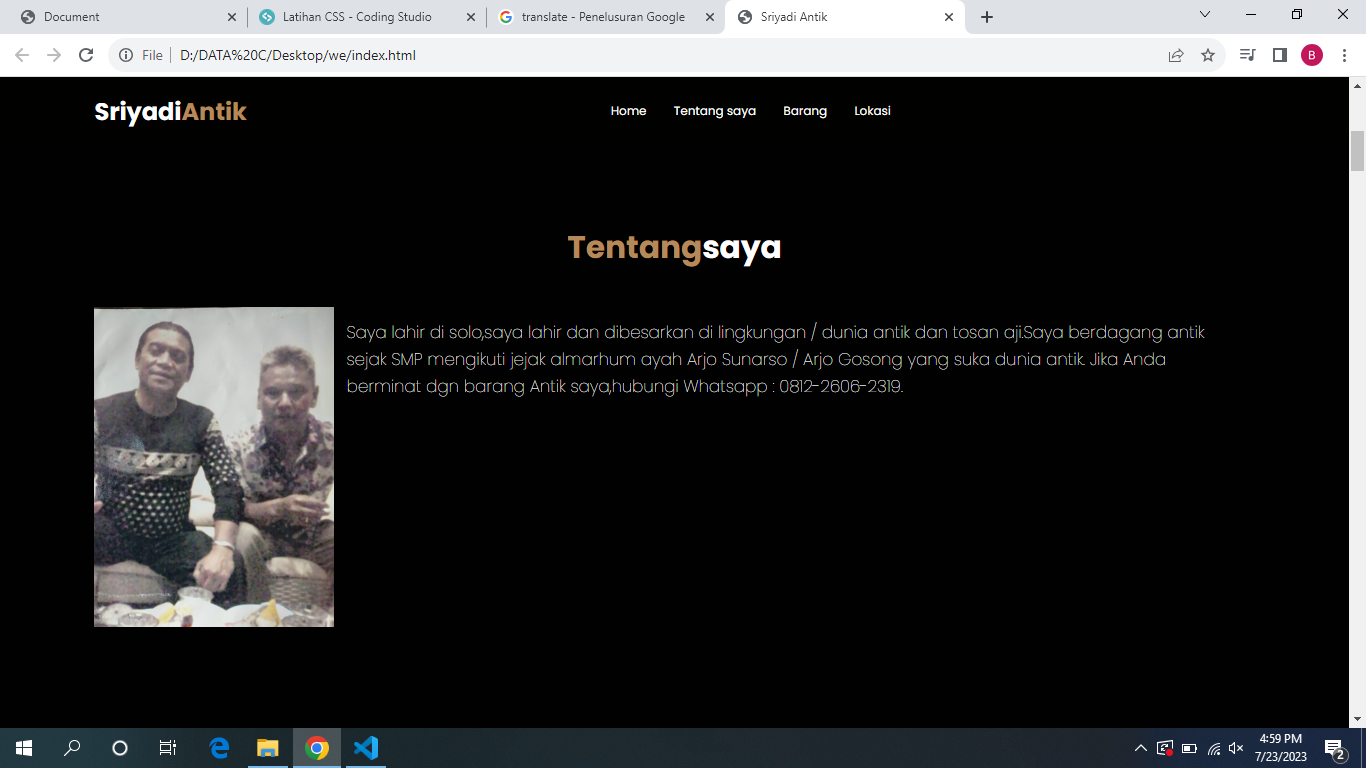 Document
Latihan CSS - Coding Studio
translate - Penelusuran Google
Sriyadi Antik
File
D:/DATA%20C/Desktop/we/index.html
B
SriyadiAntik
Home
Tentang saya
Barang
Lokasi
Tentangsaya
Saya lahir di solo,saya lahir dan dibesarkan di lingkungan / dunia antik dan tosan aji.Saya berdagang antik
sejak SMP mengikuti jejak almarhum ayah Arjo Sunarso / Arjo Gosong yang suka dunia antik. Jika Anda
berminat dgn barang Antik saya,hubungi Whatsapp : 0812-2606-2319.
4:59 PM
7/23/2023
2